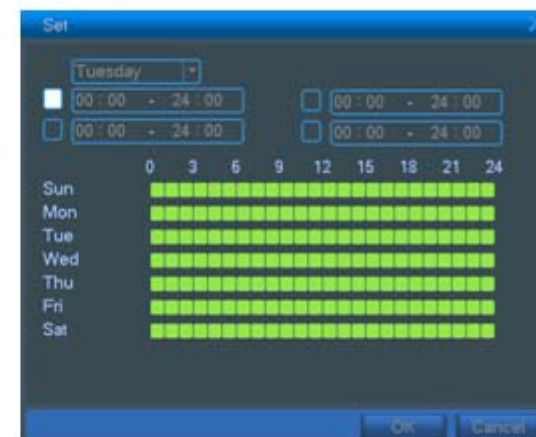 Set
Tuesday
00 : 00 - 24 : 00 00 : 00 - 24 : 00
00 : 00 - 24 : 00 00 : 00 - 24 : 00
0 3 6 9 12 15 18 21 24
Sun
Mon
Tue
Wed
Thu
Fri
Sat
OK Cancel